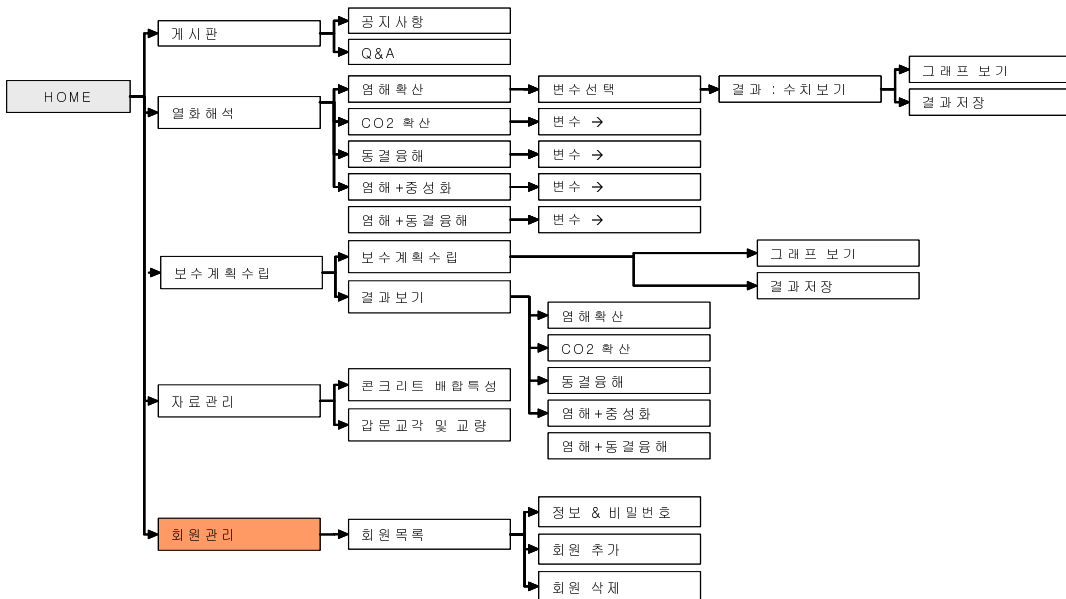 HOME
게시판
공지사항
Q&A
열화해석
염해확산
변수선택
결과 : 수치보기
그래프 보기
결과저장
CO2 확산
변수 →
동결융해
변수 →
염해+중성화
변수 →
염해+동결융해
변수 →
보수계획수립
보수계획수립
그래프 보기
결과저장
결과보기
염해확산
CO2 확산
동결융해
염해+중성화
염해+동결융해
자료관리
콘크리트 배합특성
갑문교각 및 교량
회원관리
회원목록
정보 & 비밀번호
회원 추가
회원 삭제